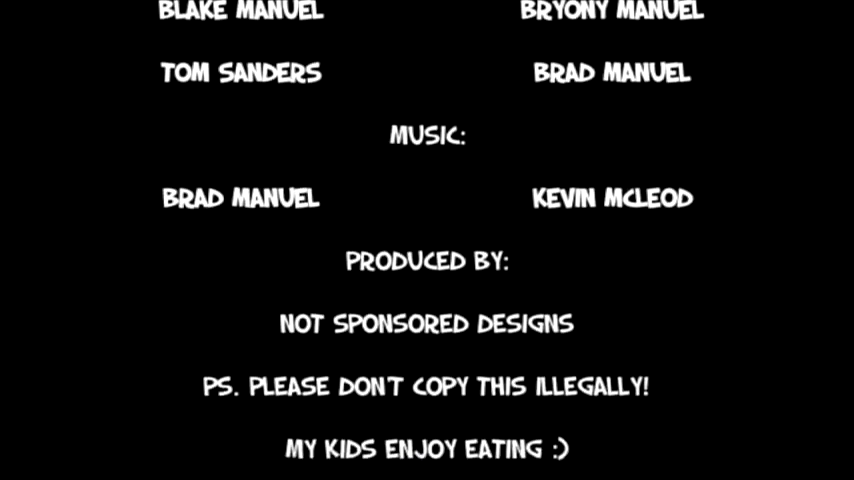 BLAKE MANUEL BRYONY MANUEL
TOM SANDERS BRAD MANUEL
MUSIC:
BRAD MANUEL KEVIN MCLEOD
PRODUCED BY:
NOT SPONSORED DESIGNS
PS. PLEASE DON'T COPY THIS ILLEGALLY!
MY KIDS ENJOY EATING :)